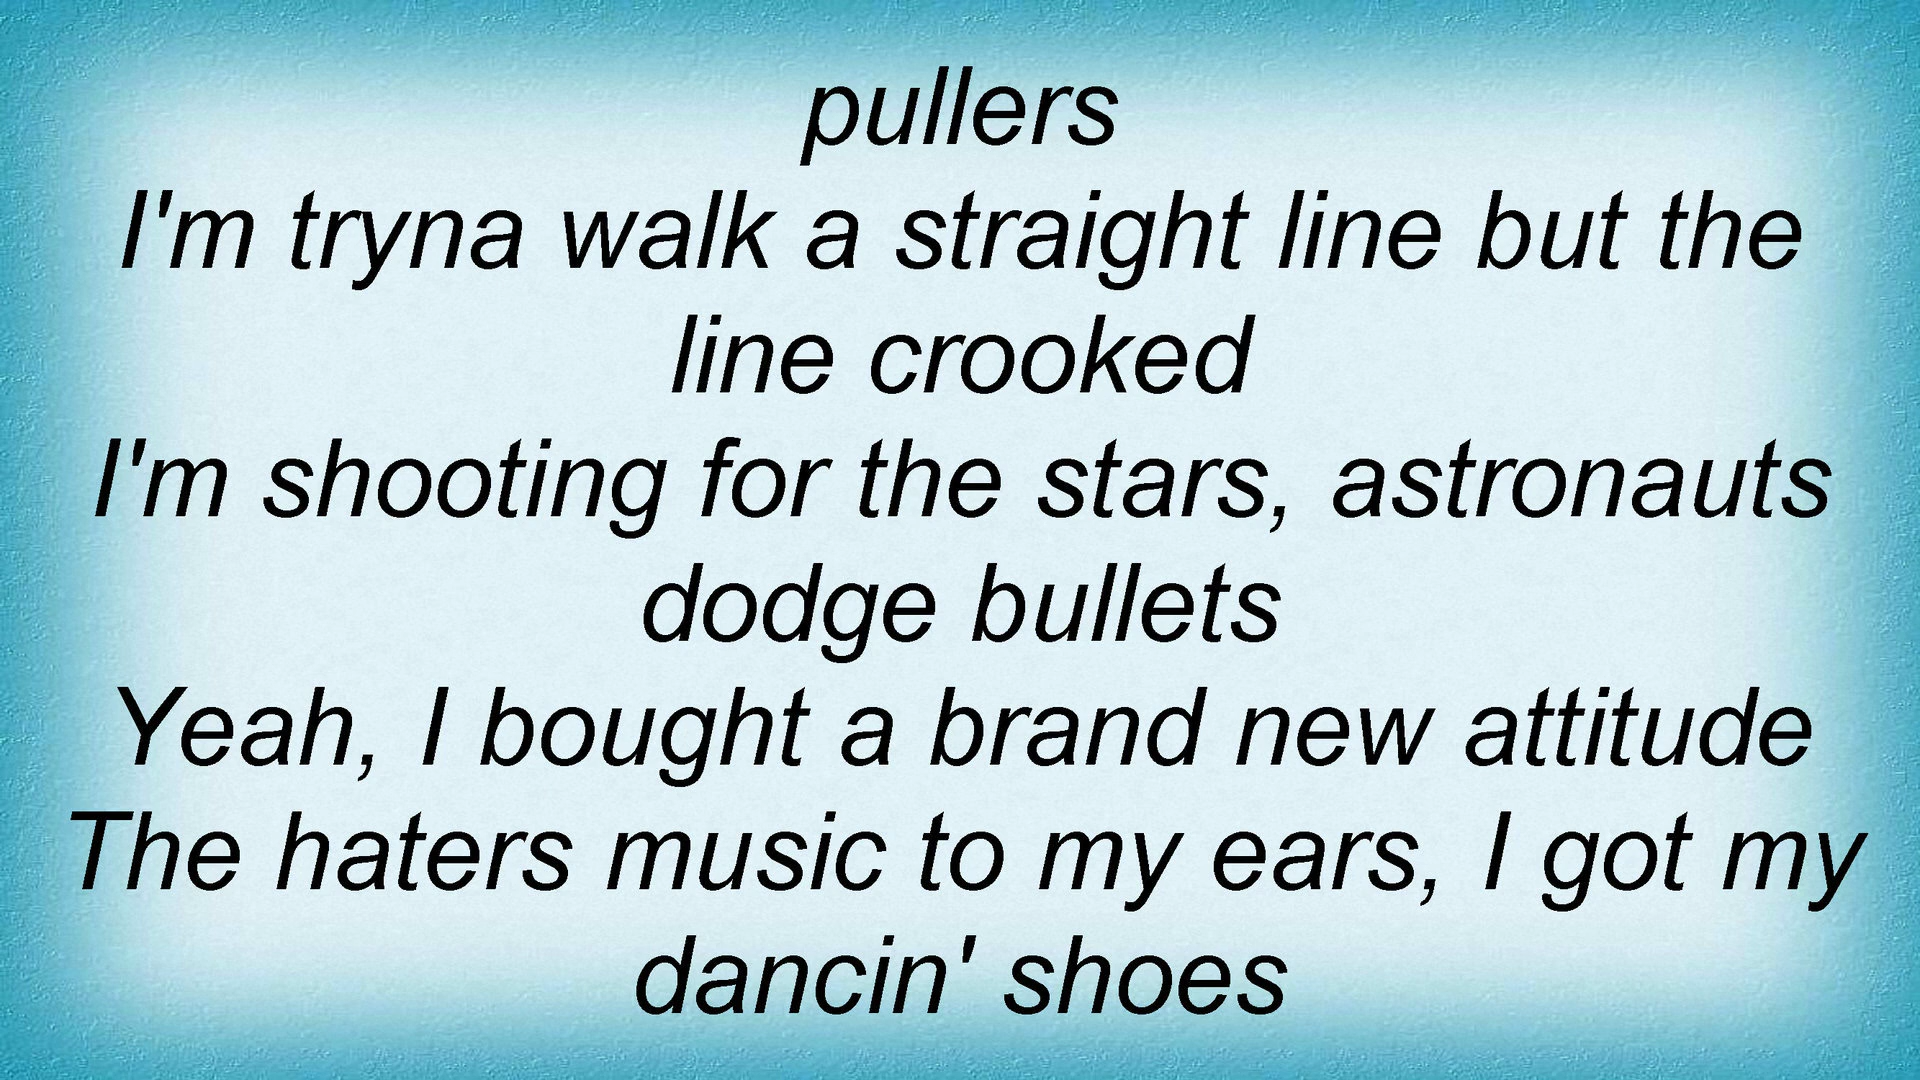 pullers
I'm tryna walk a straight line but the
line crooked
I'm shooting for the stars, astronauts
dodge bullets
Yeah, I bought a brand new attitude
The haters music to my ears, I got my
dancin' shoes